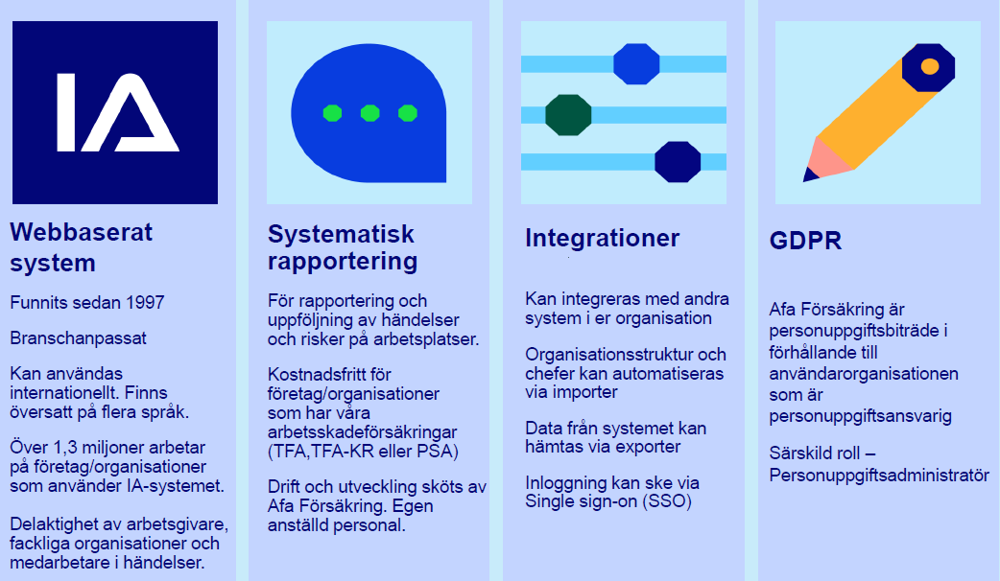 IA
Webbaserat
system
Funnits sedan 1997
Branschanpassat
Kan användas
internationellt. Finns
översatt på flera språk.
Över 1,3 miljoner arbetar
på företag/organisationer
som använder IA-systemet.
Delaktighet av arbetsgivare,
fackliga organisationer och
medarbetare i händelser.
Systematisk
rapportering
För rapportering och
uppföljning av händelser
och risker på arbetsplatser.
Kostnadsfritt för
företag/organisationer
som har våra
arbetsskadeförsäkringar
(TFA,TFA-KR eller PSA)
Drift och utveckling sköts av
Afa Försäkring. Egen
anställd personal.
Integrationer
Kan integreras med andra
system i er organisation
Organisationsstruktur och
chefer kan automatiseras
via importer
Data från systemet kan
hämtas via exporter
Inloggning kan ske via
Single sign-on (SSO)
GDPR
Afa Försäkring är
personuppgiftsbiträde i
förhållande till
användarorganisationen
som är
personuppgiftsansvarig
Särskild roll –
Personuppgiftsadministratör